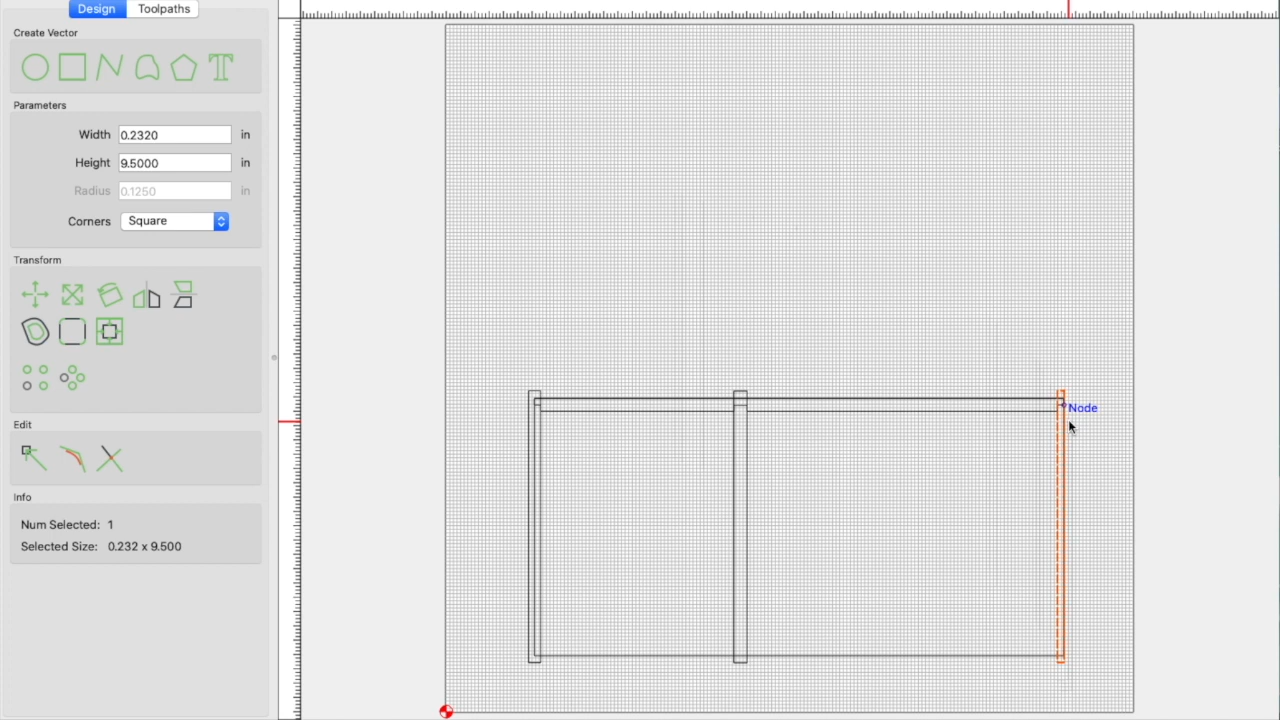 Design Toolpaths
Create Vector
Parameters
Width 0.2320 in
Height 9.5000 in
Radius 0.1250 in
Corners Square
Transform
Edit
Info
Num Selected: 1
Selected Size: 0.232 x 9.500
Node